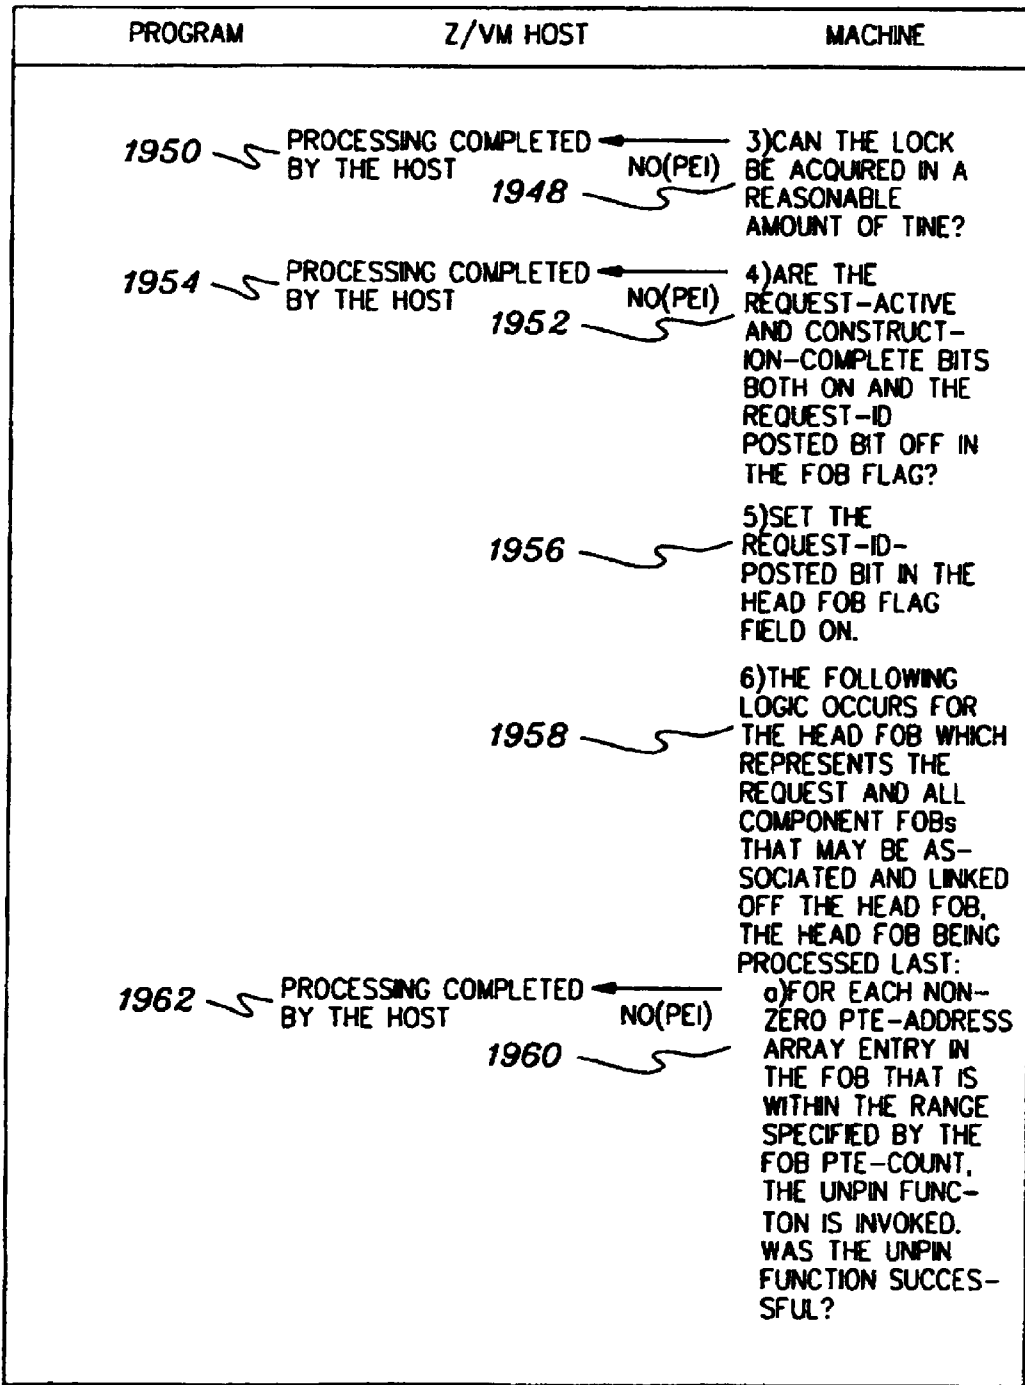 PROGRAM Z/VM HOST MACHINE
1950 PROCESSING COMPLETED
BY THE HOST
NO(PEI)
1948
3)CAN THE LOCK
BE ACQUIRED IN A
REASONABLE
AMOUNT OF TINE?
1954 PROCESSING COMPLETED
BY THE HOST
NO(PEI)
1952
4)ARE THE
REQUEST-ACTIVE
AND CONSTRUCT-
ION-COMPLETE BITS
BOTH ON AND THE
REQUEST-ID
POSTED BIT OFF IN
THE FOB FLAG?
1956
5)SET THE
REQUEST-ID-
POSTED BIT IN THE
HEAD FOB FLAG
FIELD ON.
1958
6)THE FOLLOWING
LOGIC OCCURS FOR
THE HEAD FOB WHICH
REPRESENTS THE
REQUEST AND ALL
COMPONENT FOBs
THAT MAY BE AS-
SOCIATED AND LINKED
OFF THE HEAD FOB,
THE HEAD FOB BEING
PROCESSED LAST:
1962 PROCESSING COMPLETED
BY THE HOST
NO(PEI)
1960
a)FOR EACH NON-
ZERO PTE-ADDRESS
ARRAY ENTRY IN
THE FOB THAT IS
WITHIN THE RANGE
SPECIFIED BY THE
FOB PTE-COUNT,
THE UNPIN FUNC-
TON IS INVOKED.
WAS THE UNPIN
FUNCTION SUCCES-
SFUL?